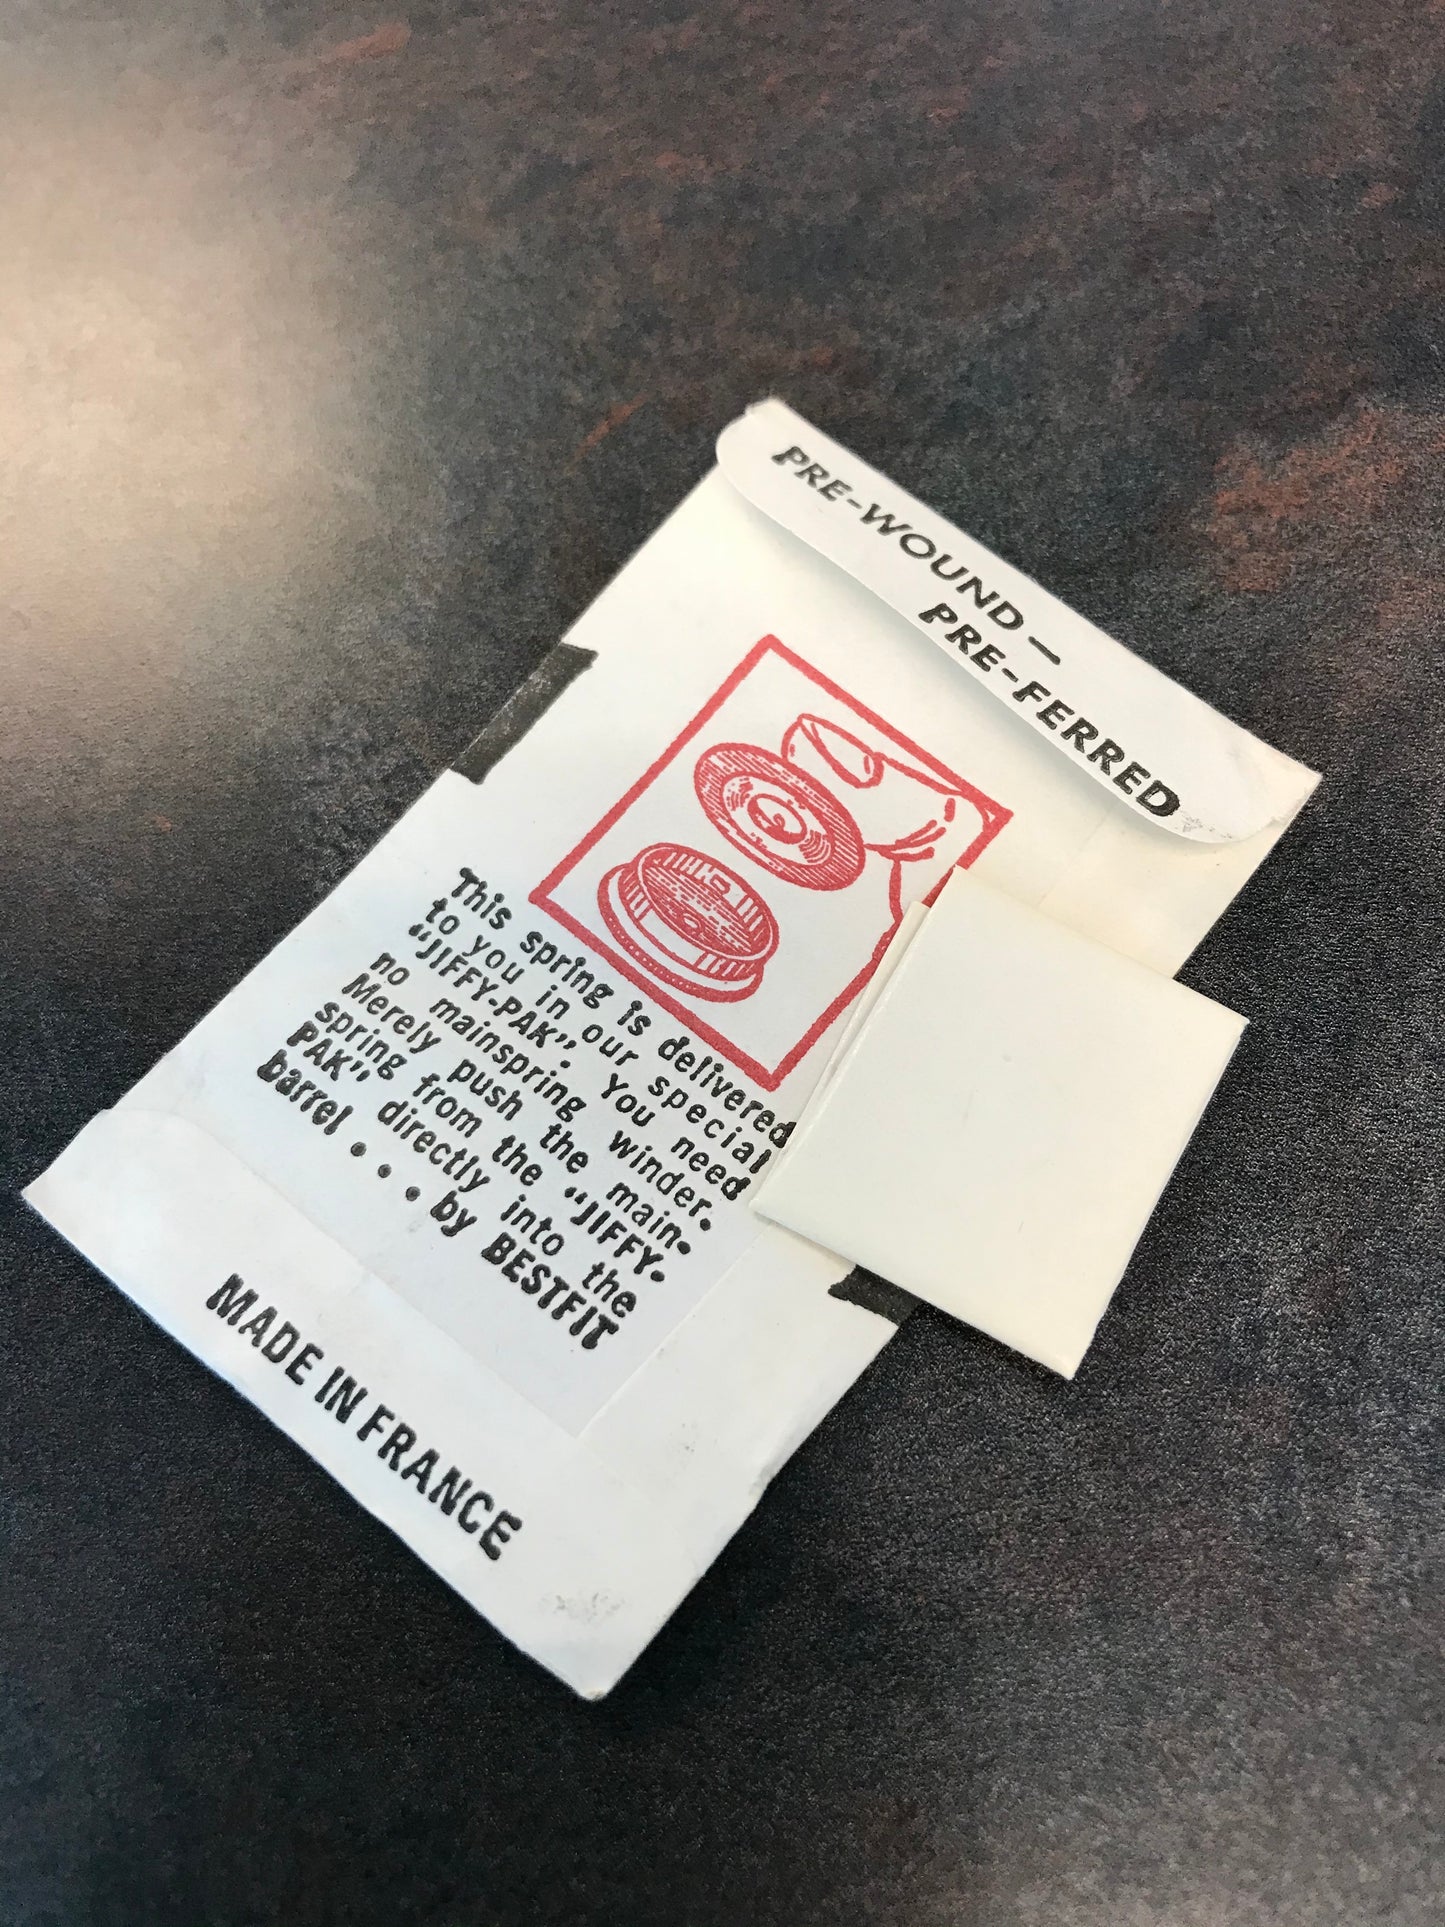 PRE-WOUND —
PRE-FERRED
This spring is delivered
to you in our special
“JIFFY-PAK”. You need
no mainspring winder.
Merely push the main-
spring from the “JIFFY-
PAK” directly into the
barrel . . . by BESTFIT
MADE IN FRANCE